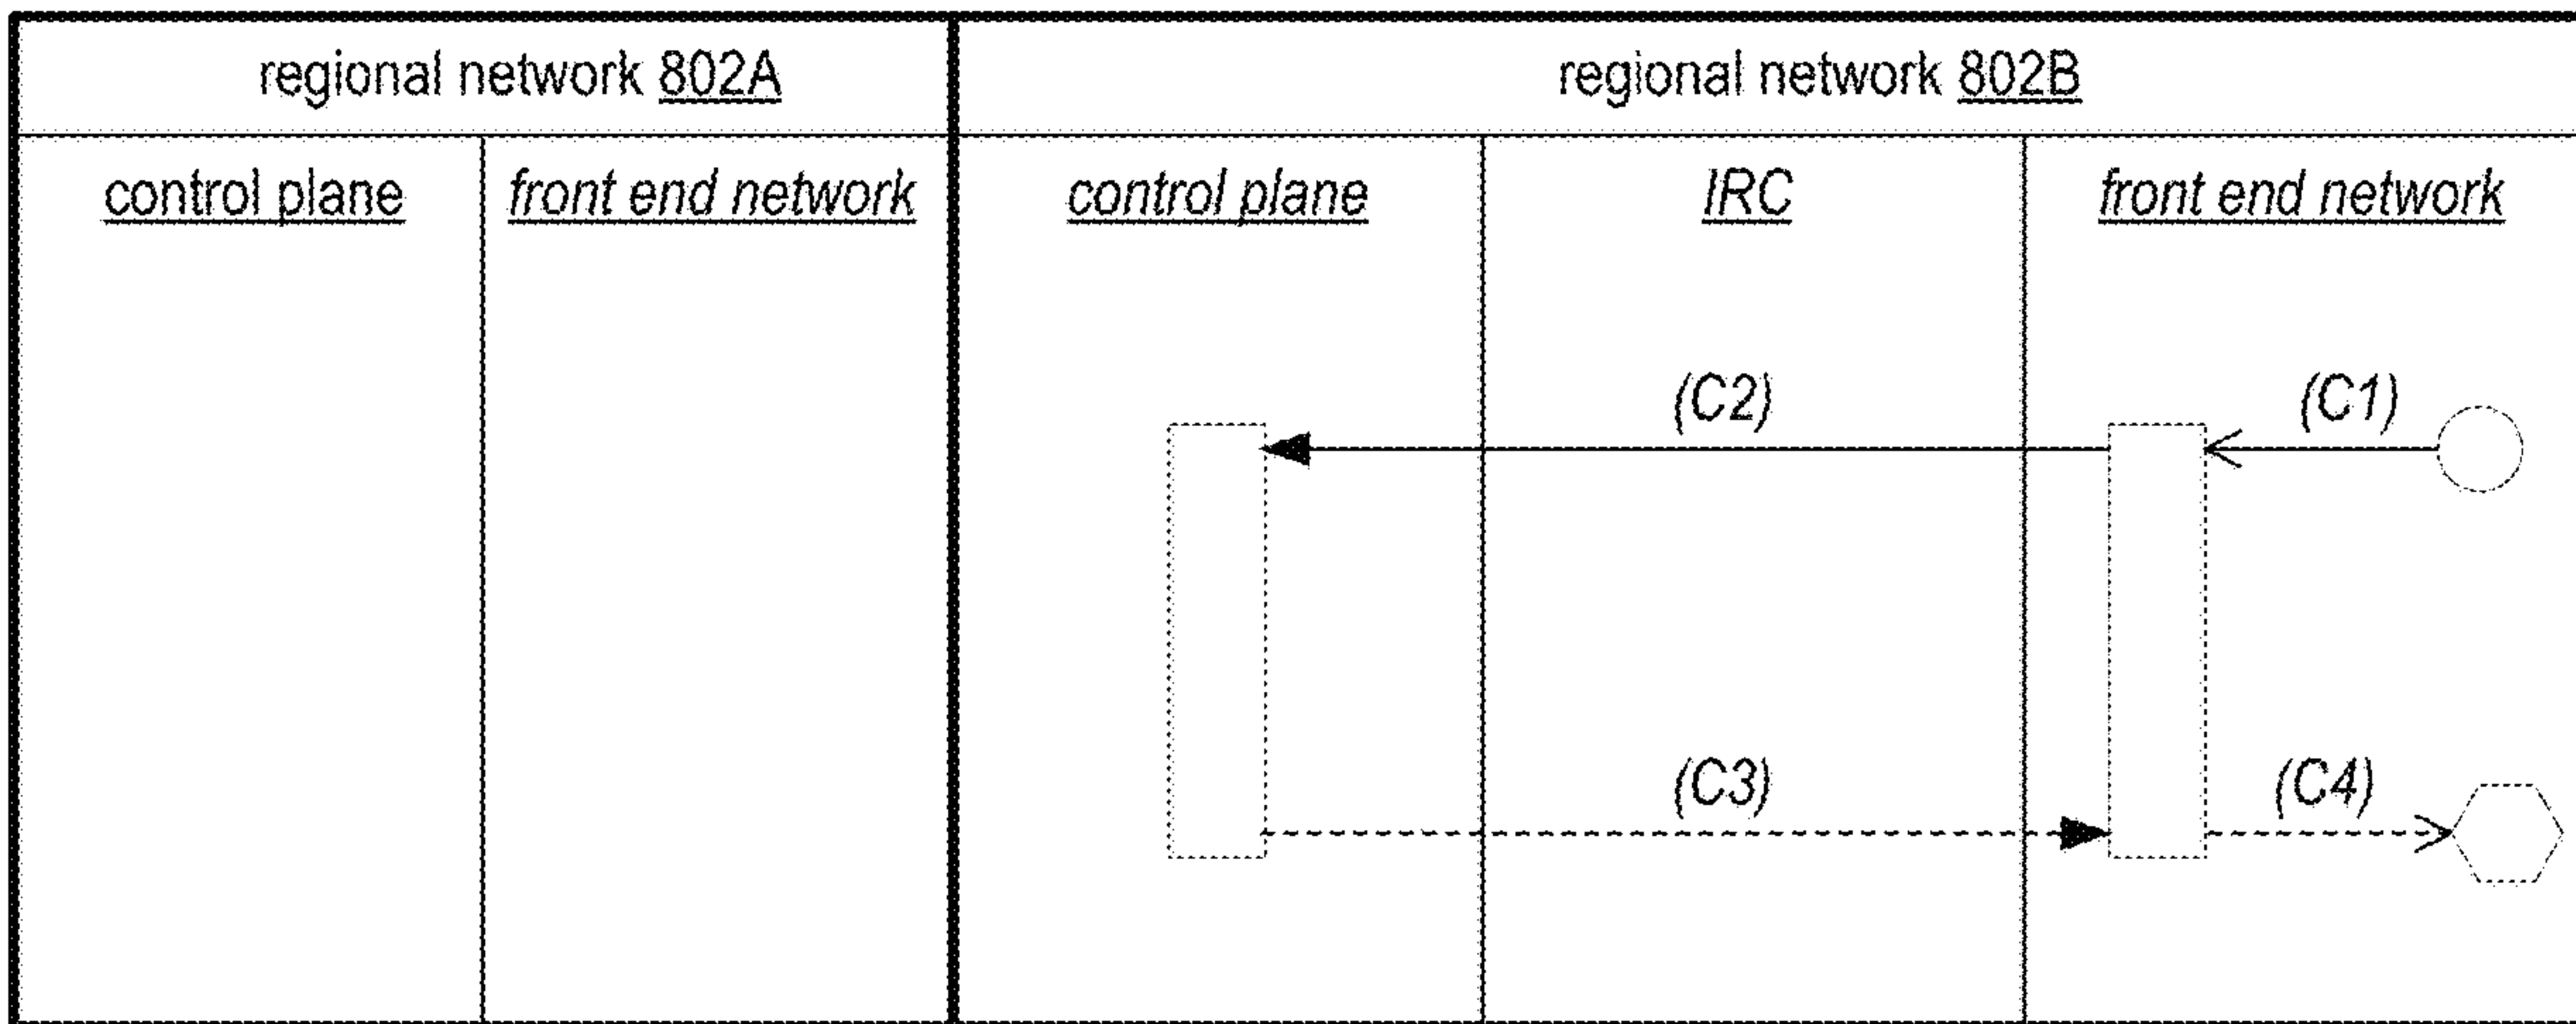 regional network 802A
regional network 802B
control plane
front end network
control plane
IRC
front end network
(C2)
(C1)
(C3)
(C4)